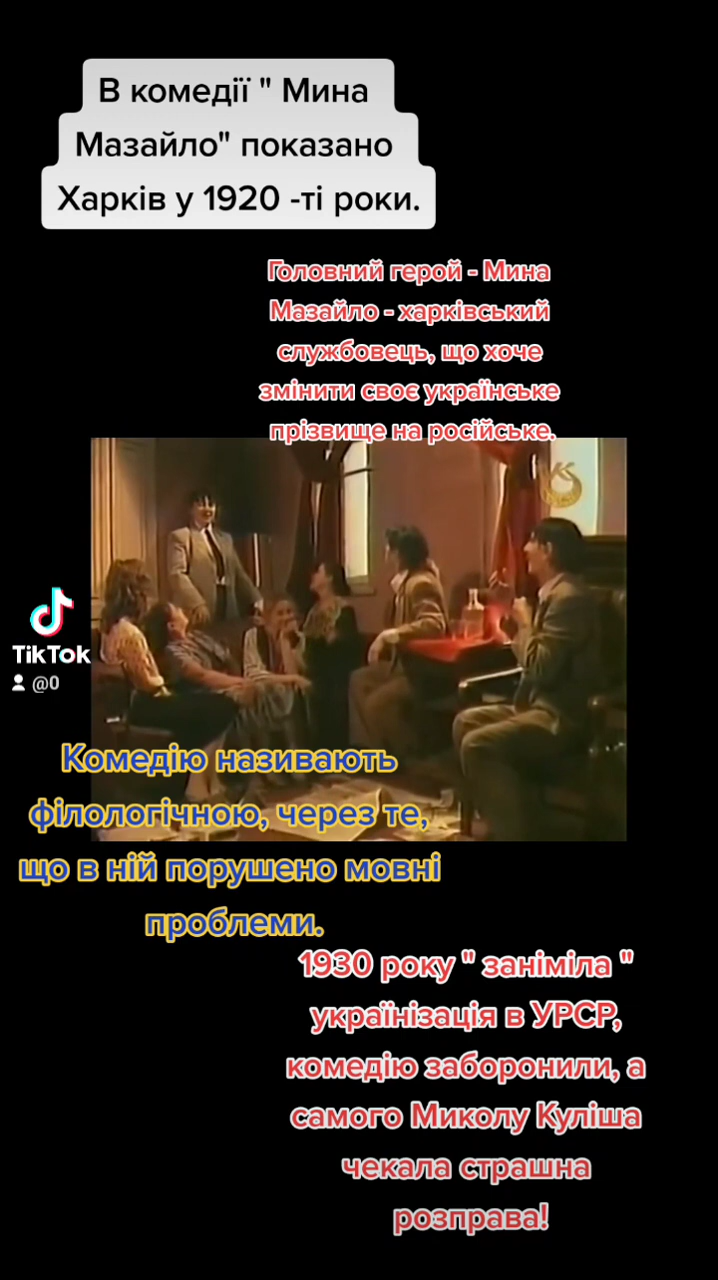 В комедії " Мина
Мазайло" показано
Харків у 1920 -ті роки.
Головний герой - Мина
Мазайло - харківський
службовець, що хоче
змінити своє українське
прізвище на російське.
TikTok
@0
Комедію називають
філологічною, через те,
що в ній порушено мовні
проблеми.
1930 року " заніміла "
українізація в УРСР,
комедію заборонили, а
самого Миколу Куліша
чекала страшна
розправа!